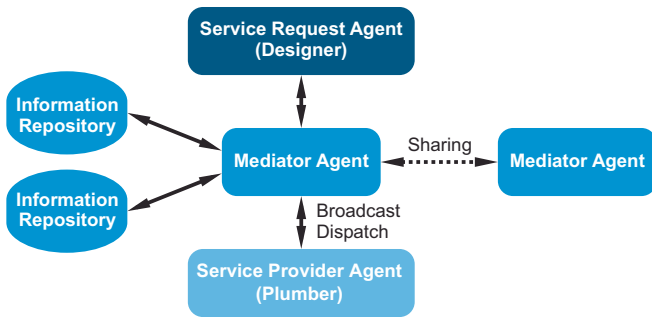 Service Request Agent
(Designer)
Information
Repository
Mediator Agent
Sharing
Mediator Agent
Information
Repository
Broadcast
Dispatch
Service Provider Agent
(Plumber)